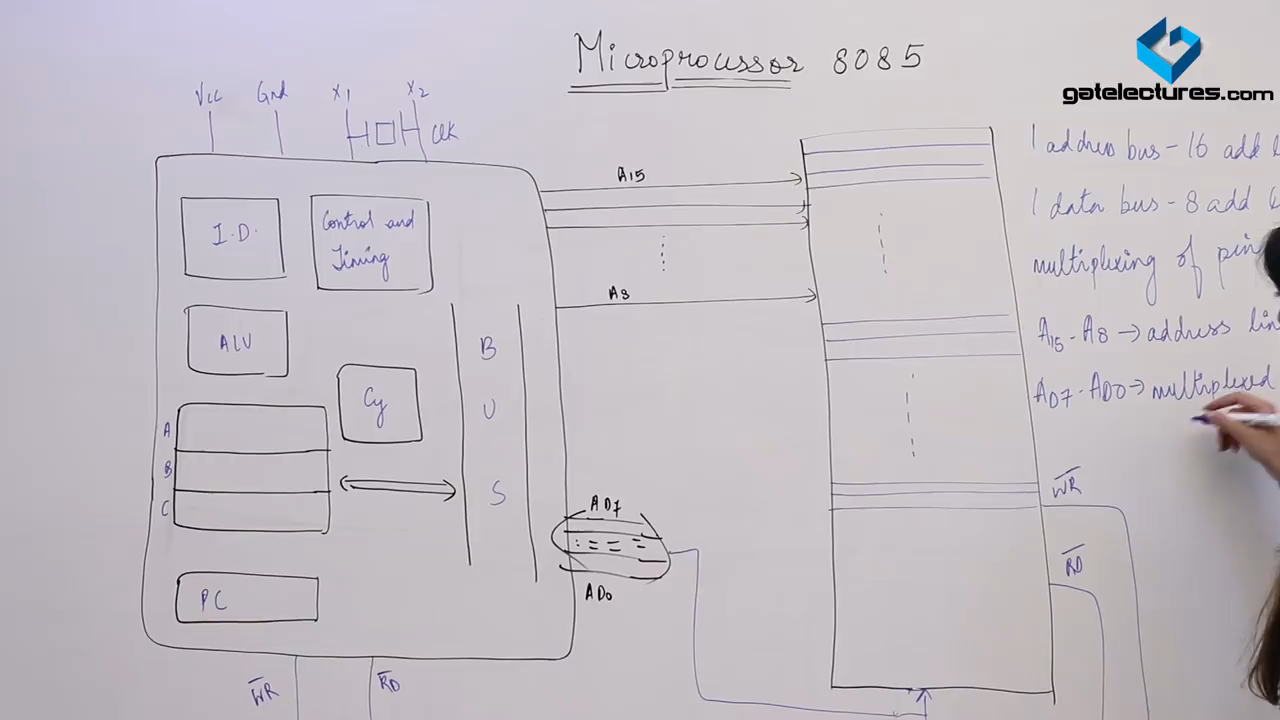 Microprocessor 8085
gatelectures.com
Vcc Gnd X1 X2
CLK
I.D.
Control and
Timing
ALU
Cy
A
B
C
PC
B
U
S
WR RD
A15
A8
AD7
AD0
WR
RD
1 address bus - 16 add
1 data bus - 8 add
multiplexing of pin
A15 - A8 → address
AD7 - AD0 → multiplexed